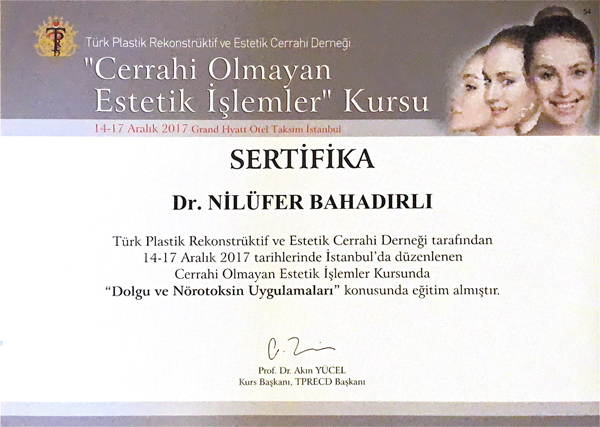 54
Türk Plastik Rekonstrüktif ve Estetik Cerrahi Derneği
"Cerrahi Olmayan
Estetik İşlemler" Kursu
14-17 Aralık 2017 Grand Hyatt Otel Taksim İstanbul
SERTİFİKA
Dr. NİLÜFER BAHADIRLI
Türk Plastik Rekonstrüktif ve Estetik Cerrahi Derneği tarafından
14-17 Aralık 2017 tarihlerinde İstanbul'da düzenlenen
Cerrahi Olmayan Estetik İşlemler Kursunda
“Dolgu ve Nörotoksin Uygulamaları” konusunda eğitim almıştır.
Prof. Dr. Akın YÜCEL
Kurs Başkanı, TPRECD Başkanı